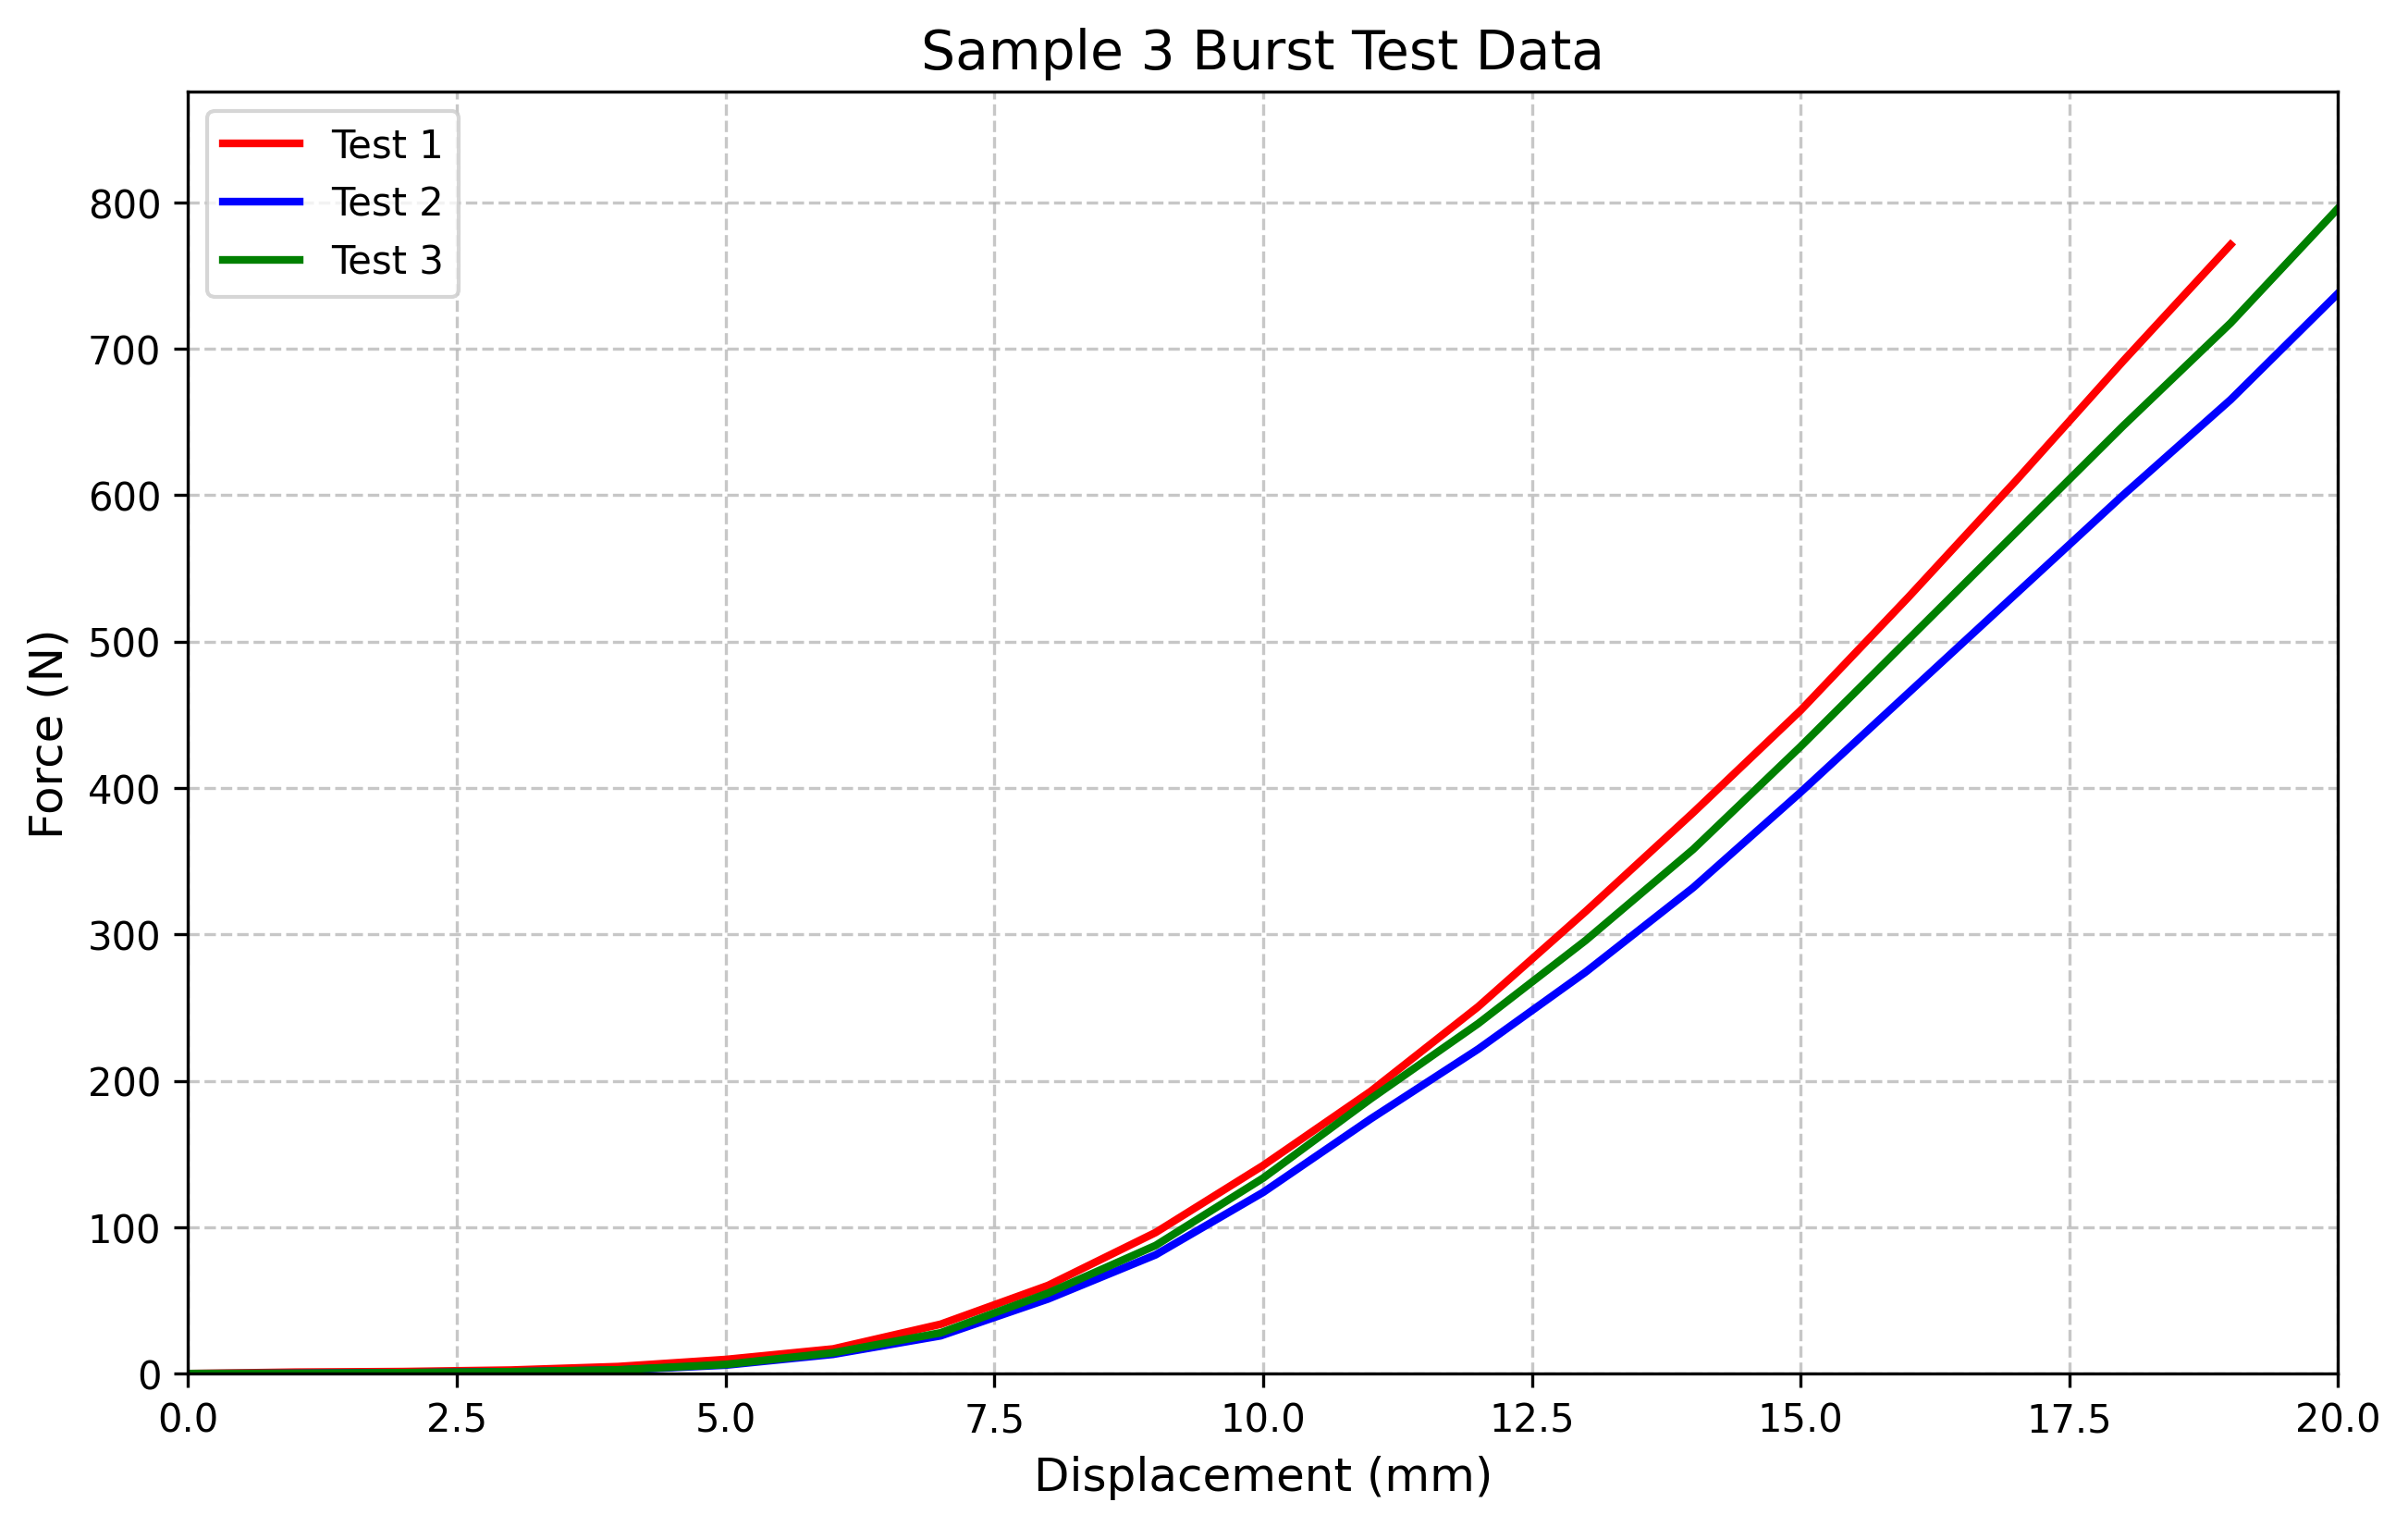 Sample 3 Burst Test Data
Test 1
Test 2
Test 3
800
700
600
500
400
300
200
100
0
Force (N)
0.0 2.5 5.0 7.5 10.0 12.5 15.0 17.5 20.0
Displacement (mm)